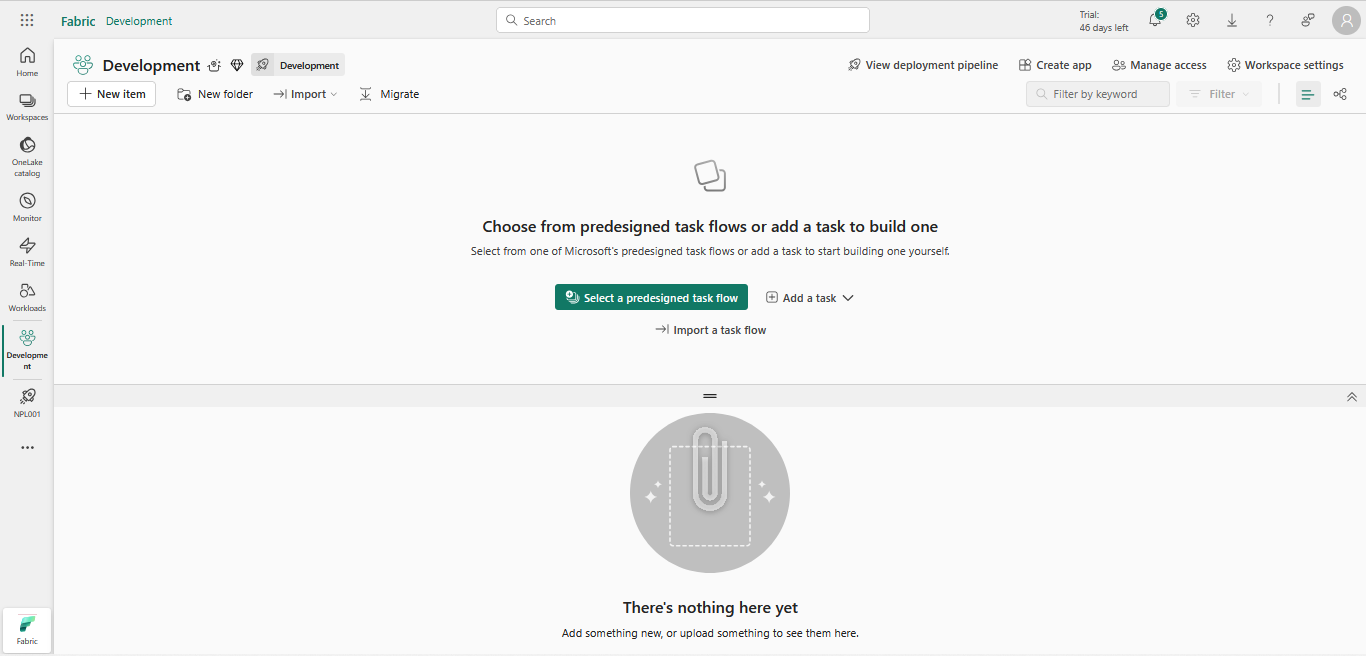 Fabric Development
Search
Trial:
46 days left
5
Home
Workspaces
OneLake
catalog
Monitor
Real-Time
Workloads
Developme
nt
NPL001
Fabric
Development
Development
View deployment pipeline
Create app
Manage access
Workspace settings
New item
New folder
Import
Migrate
Filter by keyword
Filter
Choose from predesigned task flows or add a task to build one
Select from one of Microsoft's predesigned task flows or add a task to start building one yourself.
Select a predesigned task flow
Add a task
Import a task flow
There's nothing here yet
Add something new, or upload something to see them here.